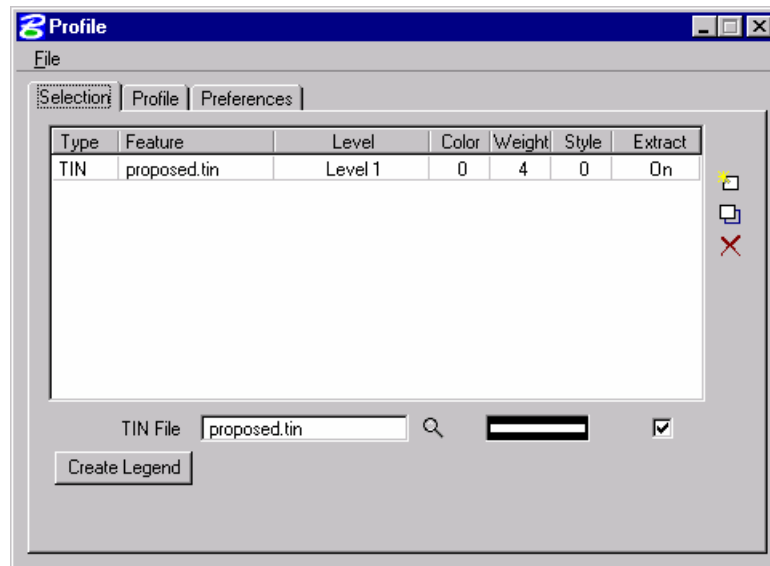 Profile
File
Selection Profile Preferences
Type Feature Level Color Weight Style Extract
TIN proposed.tin Level 1 0 4 0 On
TIN File proposed.tin
Create Legend